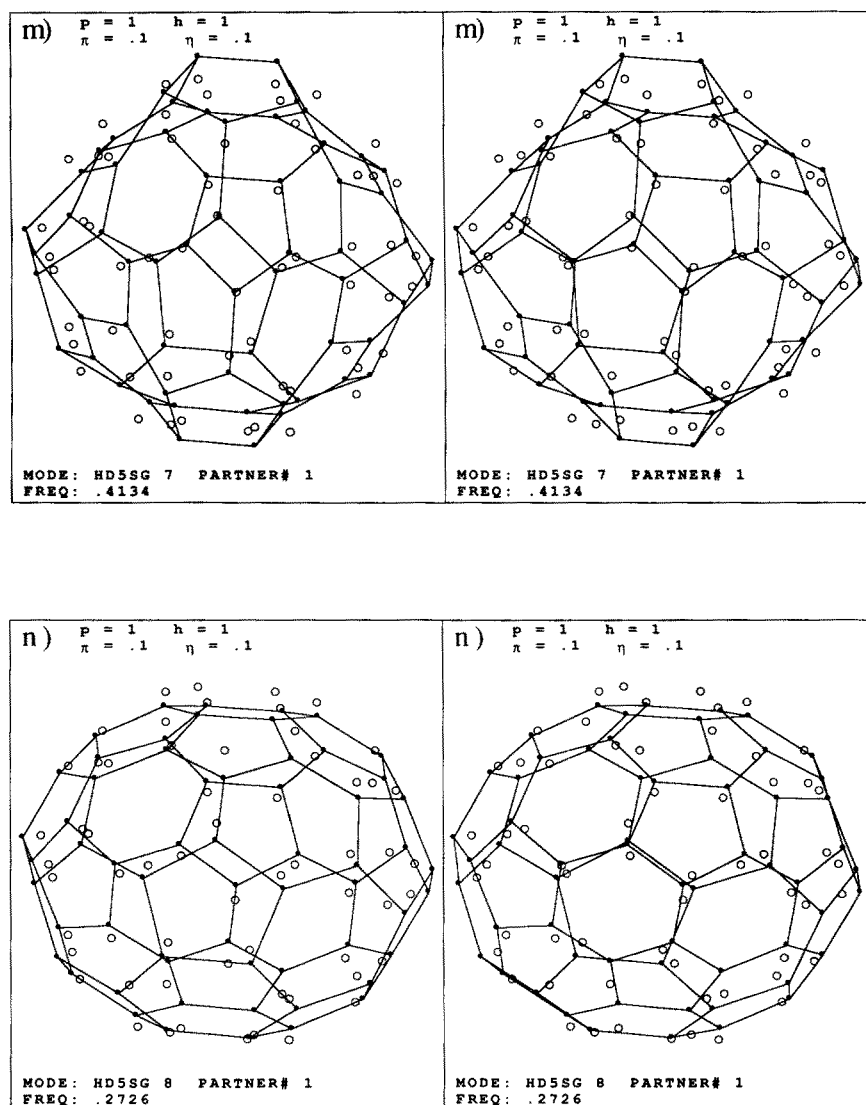 m) p = 1 h = 1
π = .1 η = .1
MODE: HD5SG 7 PARTNER# 1
FREQ: .4134
m) p = 1 h = 1
π = .1 η = .1
MODE: HD5SG 7 PARTNER# 1
FREQ: .4134
n) p = 1 h = 1
π = .1 η = .1
MODE: HD5SG 8 PARTNER# 1
FREQ: .2726
n) p = 1 h = 1
π = .1 η = .1
MODE: HD5SG 8 PARTNER# 1
FREQ: .2726